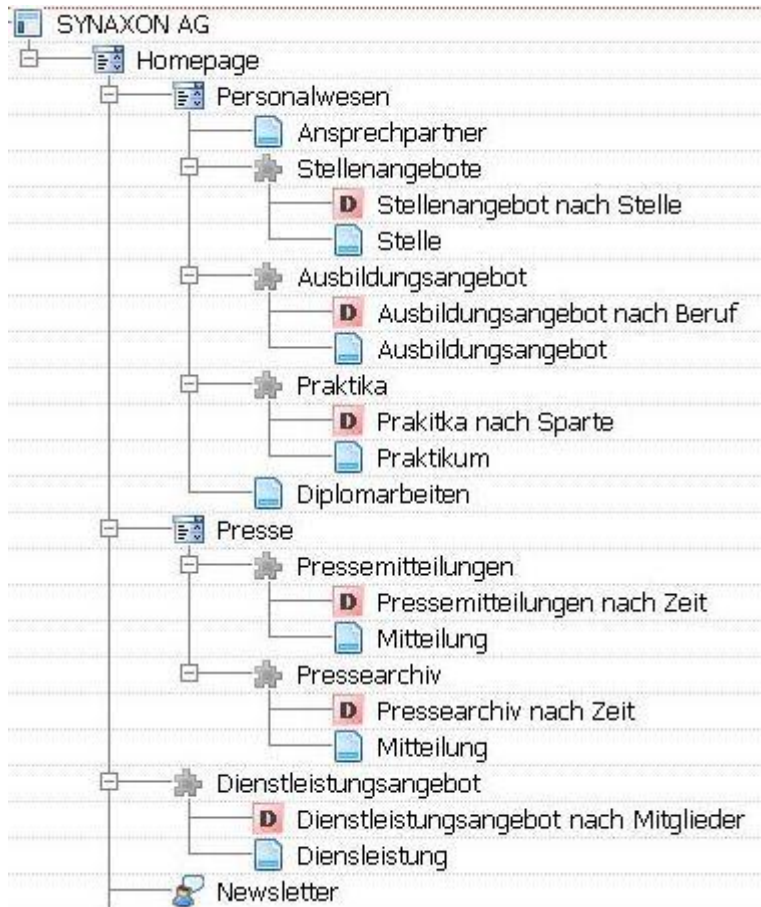 SYNAXON AG
Homepage
Personalwesen
Ansprechpartner
Stellenangebote
D Stellenangebot nach Stelle
Stelle
Ausbildungsangebot
D Ausbildungsangebot nach Beruf
Ausbildungsangebot
Praktika
D Prakitka nach Sparte
Praktikum
Diplomarbeiten
Presse
Pressemitteilungen
D Pressemitteilungen nach Zeit
Mitteilung
Pressearchiv
D Pressearchiv nach Zeit
Mitteilung
Dienstleistungsangebot
D Dienstleistungsangebot nach Mitglieder
Diensleistung
Newsletter